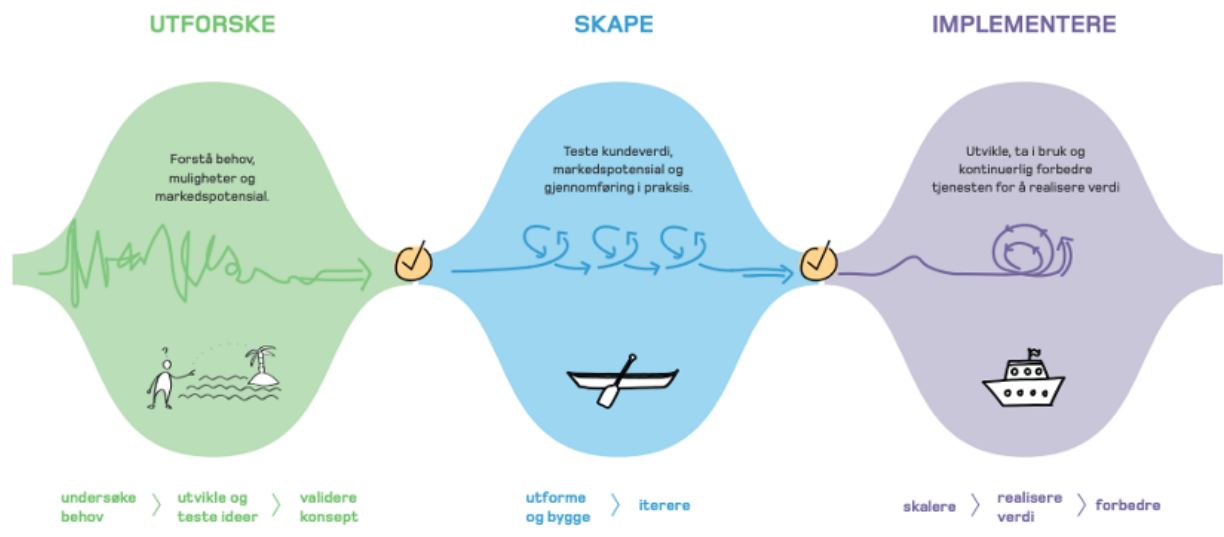 UTFORSKE
SKAPE
IMPLEMENTERE
Forstå behov,
muligheter og
markedspotensial.
Teste kundeverdi,
markedspotensial og
gjennomføring i praksis.
Utvikle, ta i bruk og
kontinuerlig forbedre
tjenesten for å realisere verdi
?
undersøke
behov
utvikle og
teste ideer
validere
konsept
utforme
og bygge
iterere
skalere
realisere
verdi
forbedre